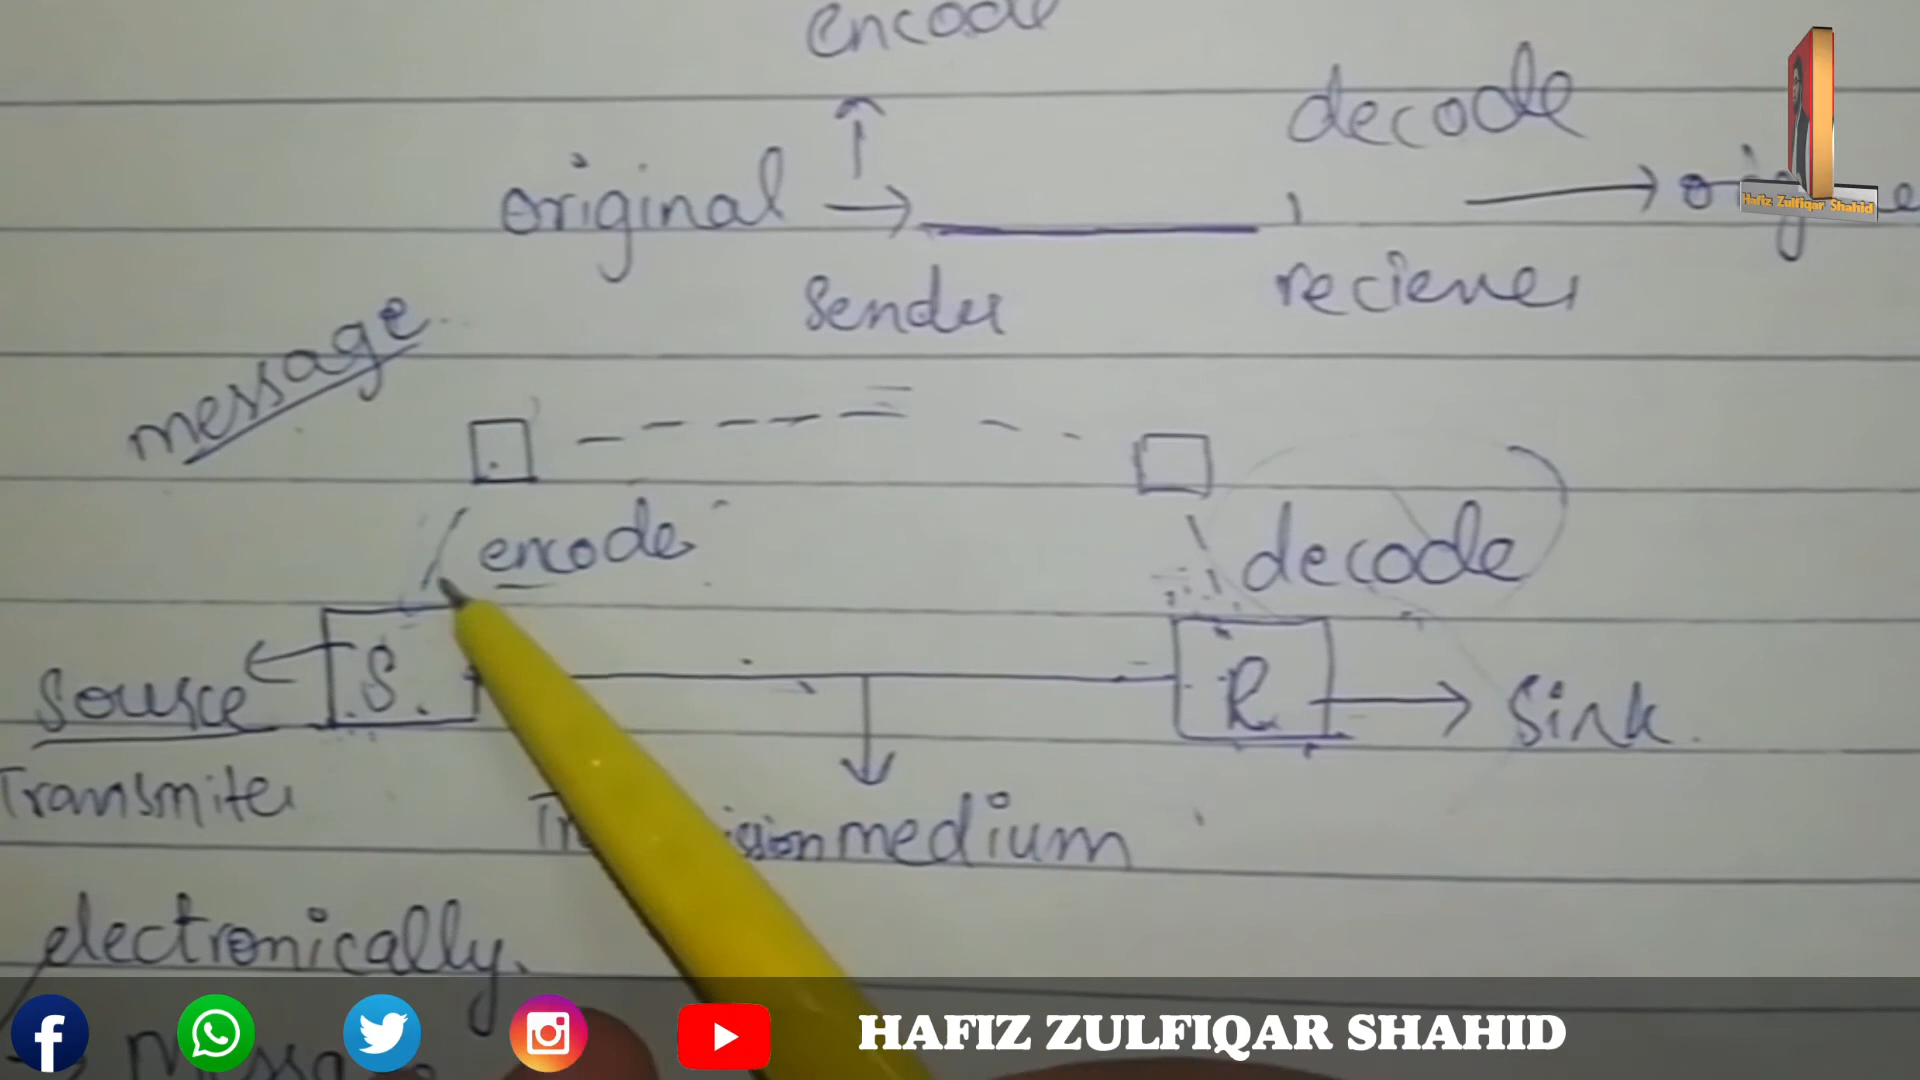 encode
decode
original
Hafiz Zulfiqar Shahid
sender
reciever
message
encode
decode
S.
R
source
Sink.
Transmiter
medium
electronically.
HAFIZ ZULFIQAR SHAHID